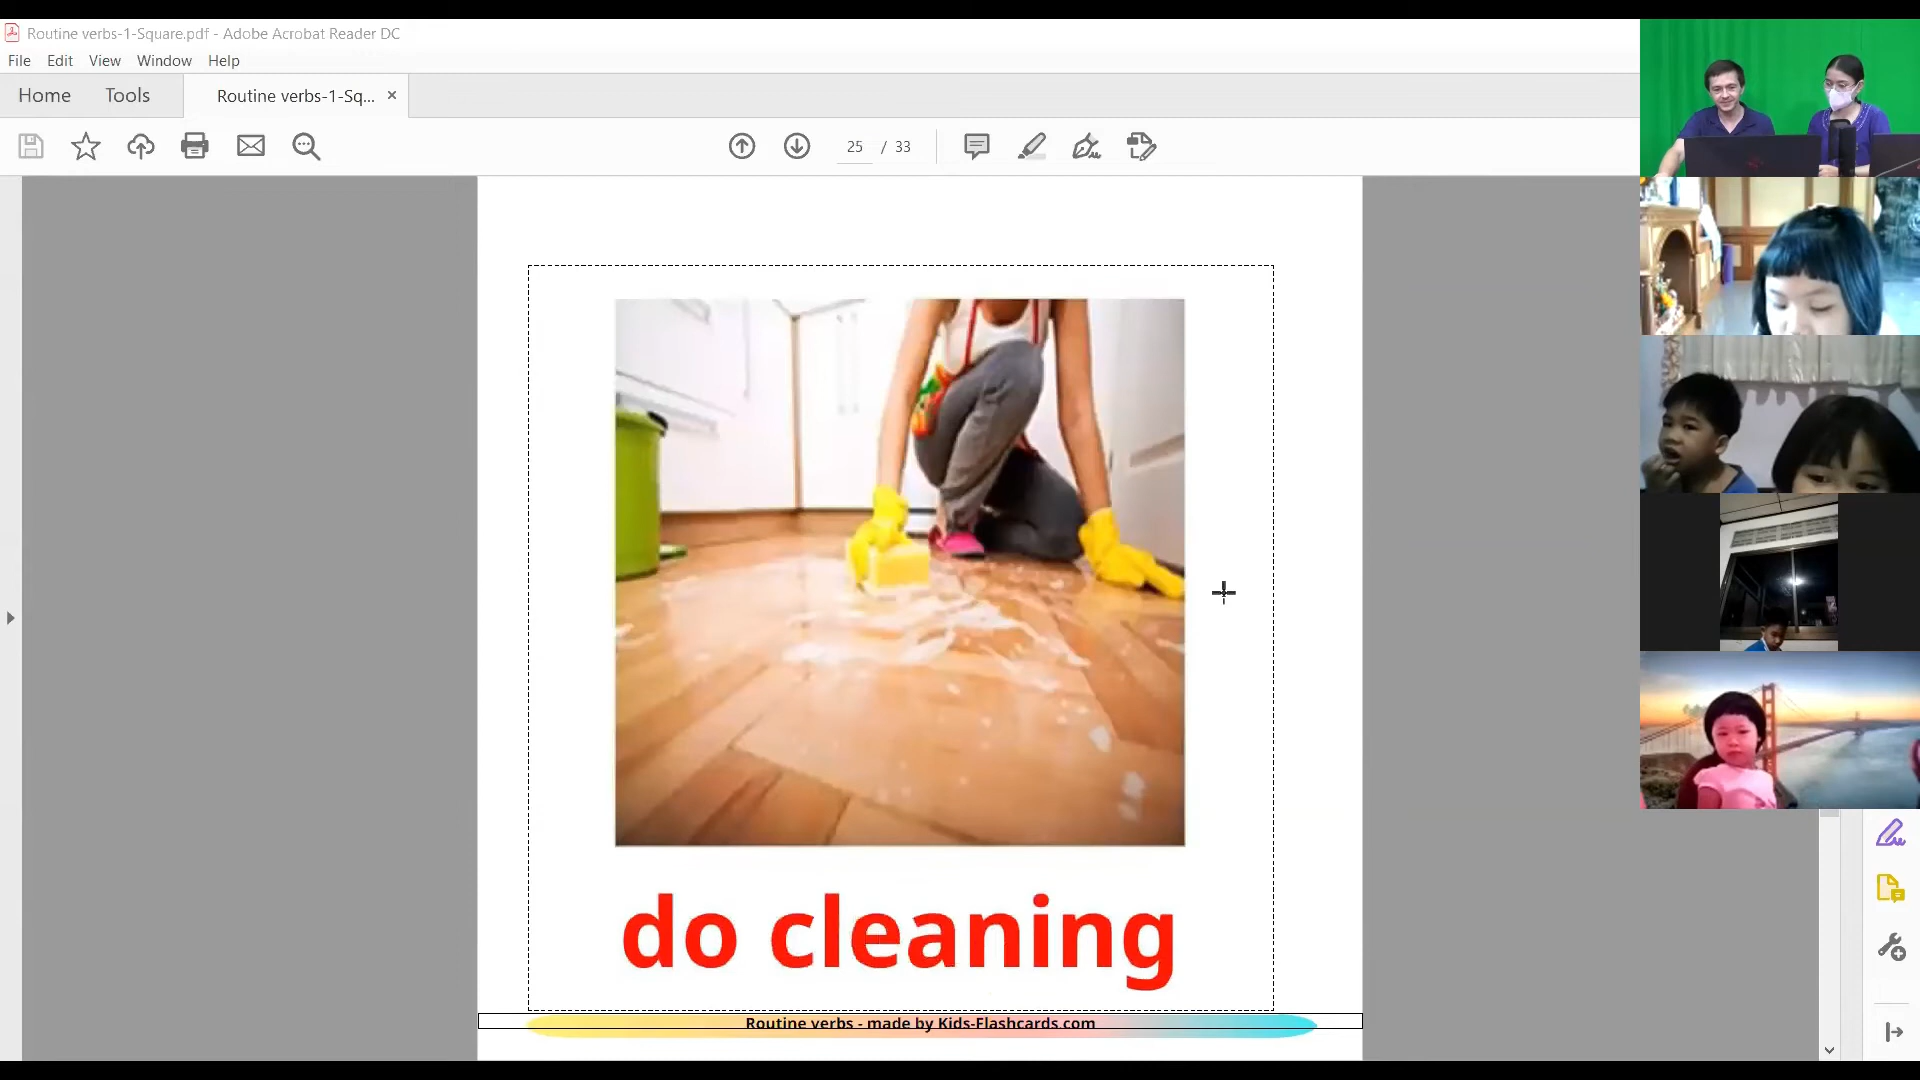 Routine verbs-1-Square.pdf - Adobe Acrobat Reader DC
File Edit View Window Help
Home Tools Routine verbs-1-Sq... ×
25 / 33
do cleaning
Routine verbs - made by Kids-Flashcards.com